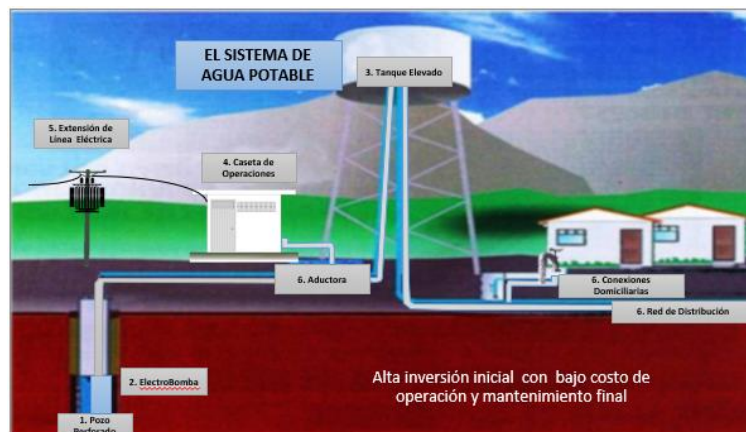 EL SISTEMA DE
AGUA POTABLE
3. Tanque Elevado
5. Extensión de
Línea Eléctrica
4. Caseta de
Operaciones
6. Aductora
6. Conexiones
Domiciliarias
6. Red de Distribución
2. ElectroBomba
1. Pozo
Perforado
Alta inversión inicial con bajo costo de
operación y mantenimiento final